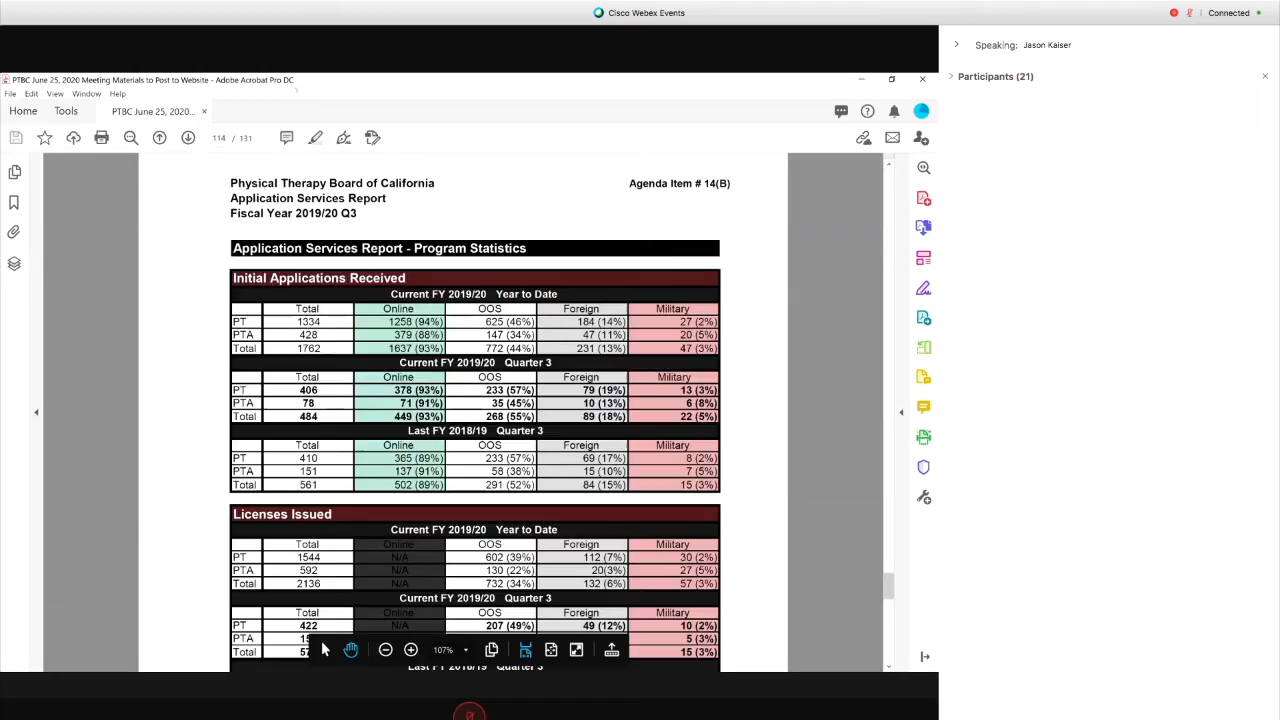 Cisco Webex Events
Connected
Speaking: Jason Kaiser
Participants (21)
PTBC June 25, 2020 Meeting Materials to Post to Website - Adobe Acrobat Pro DC
File Edit View Window Help
Home Tools PTBC June 25, 2020...
114 / 131
Physical Therapy Board of California Agenda Item # 14(B)
Application Services Report
Fiscal Year 2019/20 Q3
Application Services Report - Program Statistics
Initial Applications Received
Current FY 2019/20 Year to Date
Total Online OOS Foreign Military
PT 1334 1258 (94%) 625 (46%) 184 (14%) 27 (2%)
PTA 428 379 (88%) 147 (34%) 47 (11%) 20 (5%)
Total 1762 1637 (93%) 772 (44%) 231 (13%) 47 (3%)
Current FY 2019/20 Quarter 3
Total Online OOS Foreign Military
PT 406 378 (93%) 233 (57%) 79 (19%) 13 (3%)
PTA 78 71 (91%) 35 (45%) 10 (13%) 6 (8%)
Total 484 449 (93%) 268 (55%) 89 (18%) 22 (5%)
Last FY 2018/19 Quarter 3
Total Online OOS Foreign Military
PT 410 365 (89%) 233 (57%) 69 (17%) 8 (2%)
PTA 151 137 (91%) 58 (38%) 15 (10%) 7 (5%)
Total 561 502 (89%) 291 (52%) 84 (15%) 15 (3%)
Licenses Issued
Current FY 2019/20 Year to Date
Total Online OOS Foreign Military
PT 1544 N/A 602 (39%) 112 (7%) 30 (2%)
PTA 592 N/A 130 (22%) 20(3%) 27 (5%)
Total 2136 N/A 732 (34%) 132 (6%) 57 (3%)
Current FY 2019/20 Quarter 3
Total Online OOS Foreign Military
PT 422 N/A 207 (49%) 49 (12%) 10 (2%)
PTA 5 (3%)
Total 15 (3%)
107%
Last FY 2018/19 Quarter 3